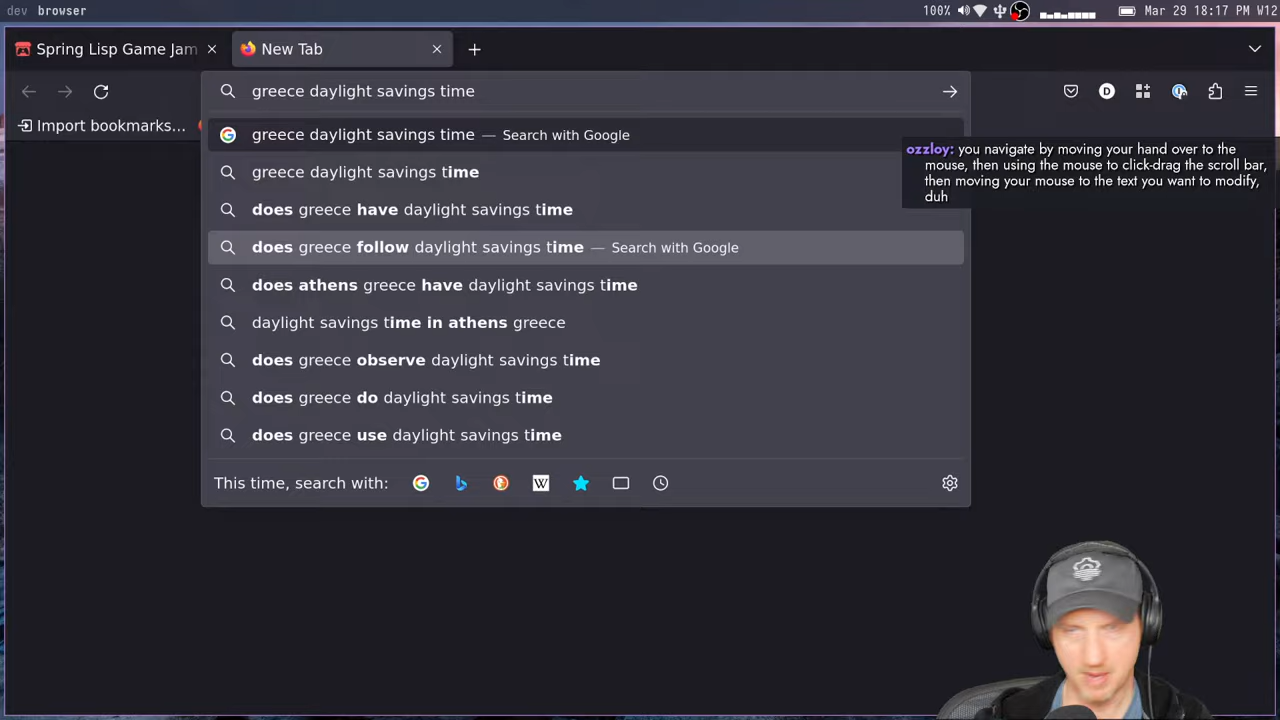 dev browser
100% Mar 29 18:17 PM W12
Spring Lisp Game Jam
New Tab
greece daylight savings time
Import bookmarks...
greece daylight savings time — Search with Google
greece daylight savings time
does greece have daylight savings time
does greece follow daylight savings time — Search with Google
does athens greece have daylight savings time
daylight savings time in athens greece
does greece observe daylight savings time
does greece do daylight savings time
does greece use daylight savings time
This time, search with:
ozzloy: you navigate by moving your hand over to the
mouse, then using the mouse to click-drag the scroll bar,
then moving your mouse to the text you want to modify,
duh